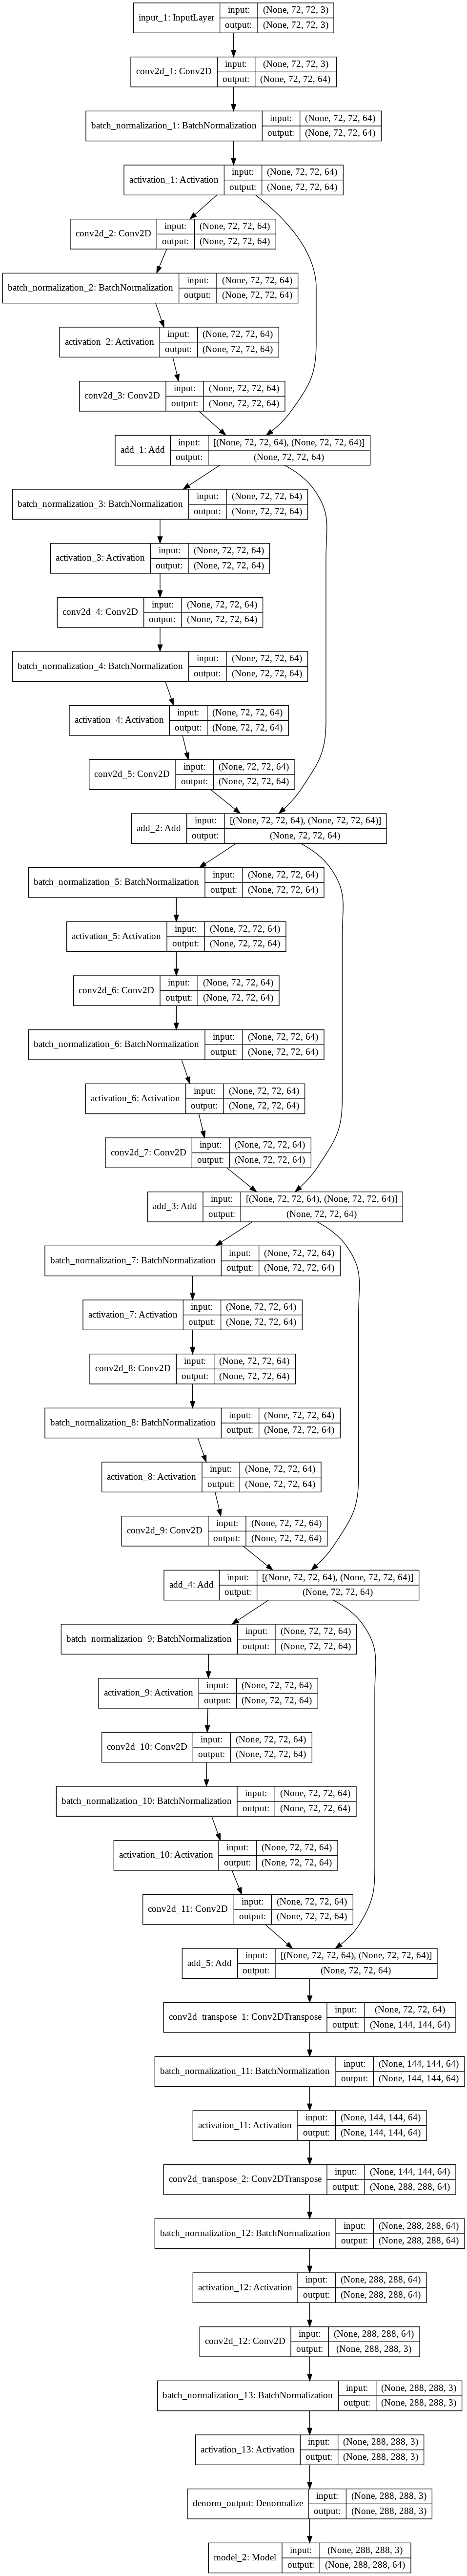 input_1: InputLayer
input: (None, 72, 72, 3)
output: (None, 72, 72, 3)
conv2d_1: Conv2D
input: (None, 72, 72, 3)
output: (None, 72, 72, 64)
batch_normalization_1: BatchNormalization
input: (None, 72, 72, 64)
output: (None, 72, 72, 64)
activation_1: Activation
input: (None, 72, 72, 64)
output: (None, 72, 72, 64)
conv2d_2: Conv2D
input: (None, 72, 72, 64)
output: (None, 72, 72, 64)
batch_normalization_2: BatchNormalization
input: (None, 72, 72, 64)
output: (None, 72, 72, 64)
activation_2: Activation
input: (None, 72, 72, 64)
output: (None, 72, 72, 64)
conv2d_3: Conv2D
input: (None, 72, 72, 64)
output: (None, 72, 72, 64)
add_1: Add
input: [(None, 72, 72, 64), (None, 72, 72, 64)]
output: (None, 72, 72, 64)
batch_normalization_3: BatchNormalization
input: (None, 72, 72, 64)
output: (None, 72, 72, 64)
activation_3: Activation
input: (None, 72, 72, 64)
output: (None, 72, 72, 64)
conv2d_4: Conv2D
input: (None, 72, 72, 64)
output: (None, 72, 72, 64)
batch_normalization_4: BatchNormalization
input: (None, 72, 72, 64)
output: (None, 72, 72, 64)
activation_4: Activation
input: (None, 72, 72, 64)
output: (None, 72, 72, 64)
conv2d_5: Conv2D
input: (None, 72, 72, 64)
output: (None, 72, 72, 64)
add_2: Add
input: [(None, 72, 72, 64), (None, 72, 72, 64)]
output: (None, 72, 72, 64)
batch_normalization_5: BatchNormalization
input: (None, 72, 72, 64)
output: (None, 72, 72, 64)
activation_5: Activation
input: (None, 72, 72, 64)
output: (None, 72, 72, 64)
conv2d_6: Conv2D
input: (None, 72, 72, 64)
output: (None, 72, 72, 64)
batch_normalization_6: BatchNormalization
input: (None, 72, 72, 64)
output: (None, 72, 72, 64)
activation_6: Activation
input: (None, 72, 72, 64)
output: (None, 72, 72, 64)
conv2d_7: Conv2D
input: (None, 72, 72, 64)
output: (None, 72, 72, 64)
add_3: Add
input: [(None, 72, 72, 64), (None, 72, 72, 64)]
output: (None, 72, 72, 64)
batch_normalization_7: BatchNormalization
input: (None, 72, 72, 64)
output: (None, 72, 72, 64)
activation_7: Activation
input: (None, 72, 72, 64)
output: (None, 72, 72, 64)
conv2d_8: Conv2D
input: (None, 72, 72, 64)
output: (None, 72, 72, 64)
batch_normalization_8: BatchNormalization
input: (None, 72, 72, 64)
output: (None, 72, 72, 64)
activation_8: Activation
input: (None, 72, 72, 64)
output: (None, 72, 72, 64)
conv2d_9: Conv2D
input: (None, 72, 72, 64)
output: (None, 72, 72, 64)
add_4: Add
input: [(None, 72, 72, 64), (None, 72, 72, 64)]
output: (None, 72, 72, 64)
batch_normalization_9: BatchNormalization
input: (None, 72, 72, 64)
output: (None, 72, 72, 64)
activation_9: Activation
input: (None, 72, 72, 64)
output: (None, 72, 72, 64)
conv2d_10: Conv2D
input: (None, 72, 72, 64)
output: (None, 72, 72, 64)
batch_normalization_10: BatchNormalization
input: (None, 72, 72, 64)
output: (None, 72, 72, 64)
activation_10: Activation
input: (None, 72, 72, 64)
output: (None, 72, 72, 64)
conv2d_11: Conv2D
input: (None, 72, 72, 64)
output: (None, 72, 72, 64)
add_5: Add
input: [(None, 72, 72, 64), (None, 72, 72, 64)]
output: (None, 72, 72, 64)
conv2d_transpose_1: Conv2DTranspose
input: (None, 72, 72, 64)
output: (None, 144, 144, 64)
batch_normalization_11: BatchNormalization
input: (None, 144, 144, 64)
output: (None, 144, 144, 64)
activation_11: Activation
input: (None, 144, 144, 64)
output: (None, 144, 144, 64)
conv2d_transpose_2: Conv2DTranspose
input: (None, 144, 144, 64)
output: (None, 288, 288, 64)
batch_normalization_12: BatchNormalization
input: (None, 288, 288, 64)
output: (None, 288, 288, 64)
activation_12: Activation
input: (None, 288, 288, 64)
output: (None, 288, 288, 64)
conv2d_12: Conv2D
input: (None, 288, 288, 64)
output: (None, 288, 288, 3)
batch_normalization_13: BatchNormalization
input: (None, 288, 288, 3)
output: (None, 288, 288, 3)
activation_13: Activation
input: (None, 288, 288, 3)
output: (None, 288, 288, 3)
denorm_output: Denormalize
input: (None, 288, 288, 3)
output: (None, 288, 288, 3)
model_2: Model
input: (None, 288, 288, 3)
output: (None, 288, 288, 64)